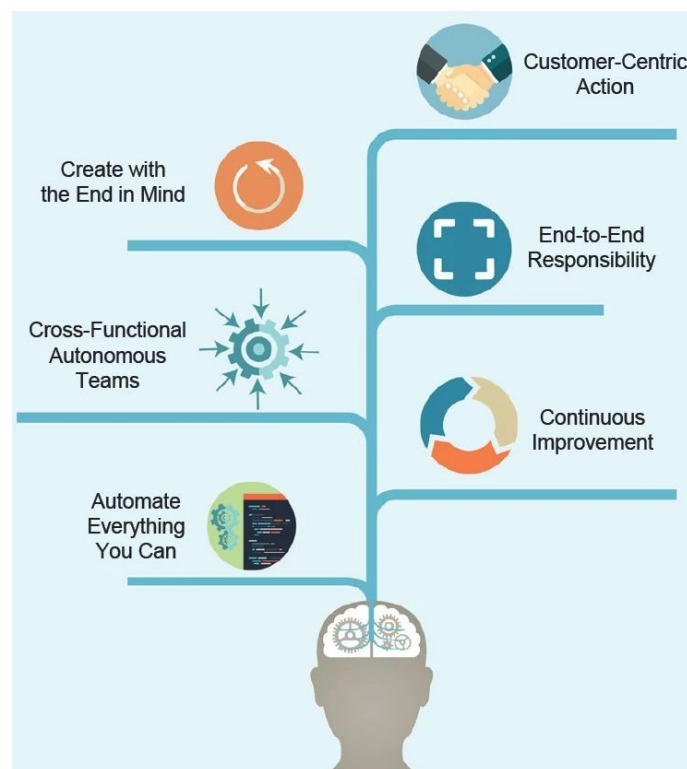 Customer-Centric
Action
Create with
the End in Mind
End-to-End
Responsibility
Cross-Functional
Autonomous
Teams
Continuous
Improvement
Automate
Everything
You Can